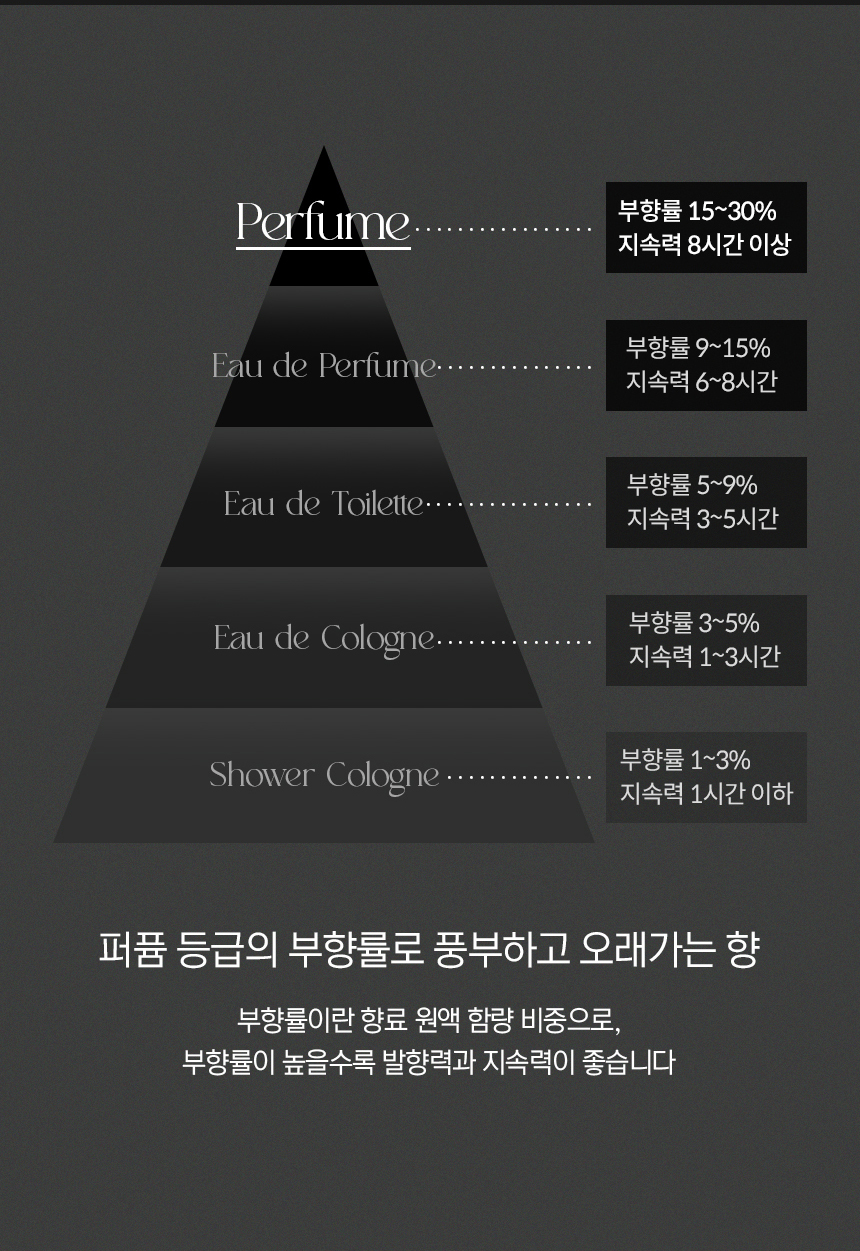 Perfume
부향률 15~30%
지속력 8시간 이상
Eau de Perfume
부향률 9~15%
지속력 6~8시간
Eau de Toilette
부향률 5~9%
지속력 3~5시간
Eau de Cologne
부향률 3~5%
지속력 1~3시간
Shower Cologne
부향률 1~3%
지속력 1시간 이하
퍼퓸 등급의 부향률로 풍부하고 오래가는 향
부향률이란 향료 원액 함량 비중으로,
부향률이 높을수록 발향력과 지속력이 좋습니다